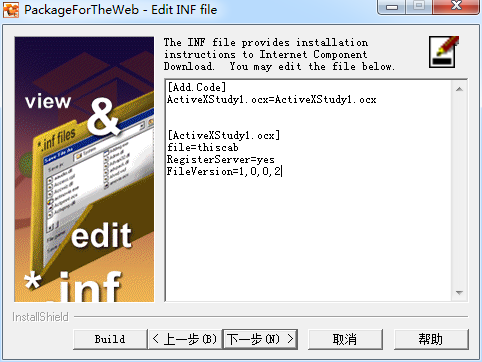 PackageForTheWeb - Edit INF file
The INF file provides installation
instructions to Internet Component
Download.  You may edit the file below.
[Add.Code]
ActiveXStudy1.ocx=ActiveXStudy1.ocx
[ActiveXStudy1.ocx]
file=thiscab
RegisterServer=yes
FileVersion=1,0,0,2
view
&
*.inf files
edit
*.inf
InstallShield
Build
< 上一步(B)
下一步(N) >
取消
帮助